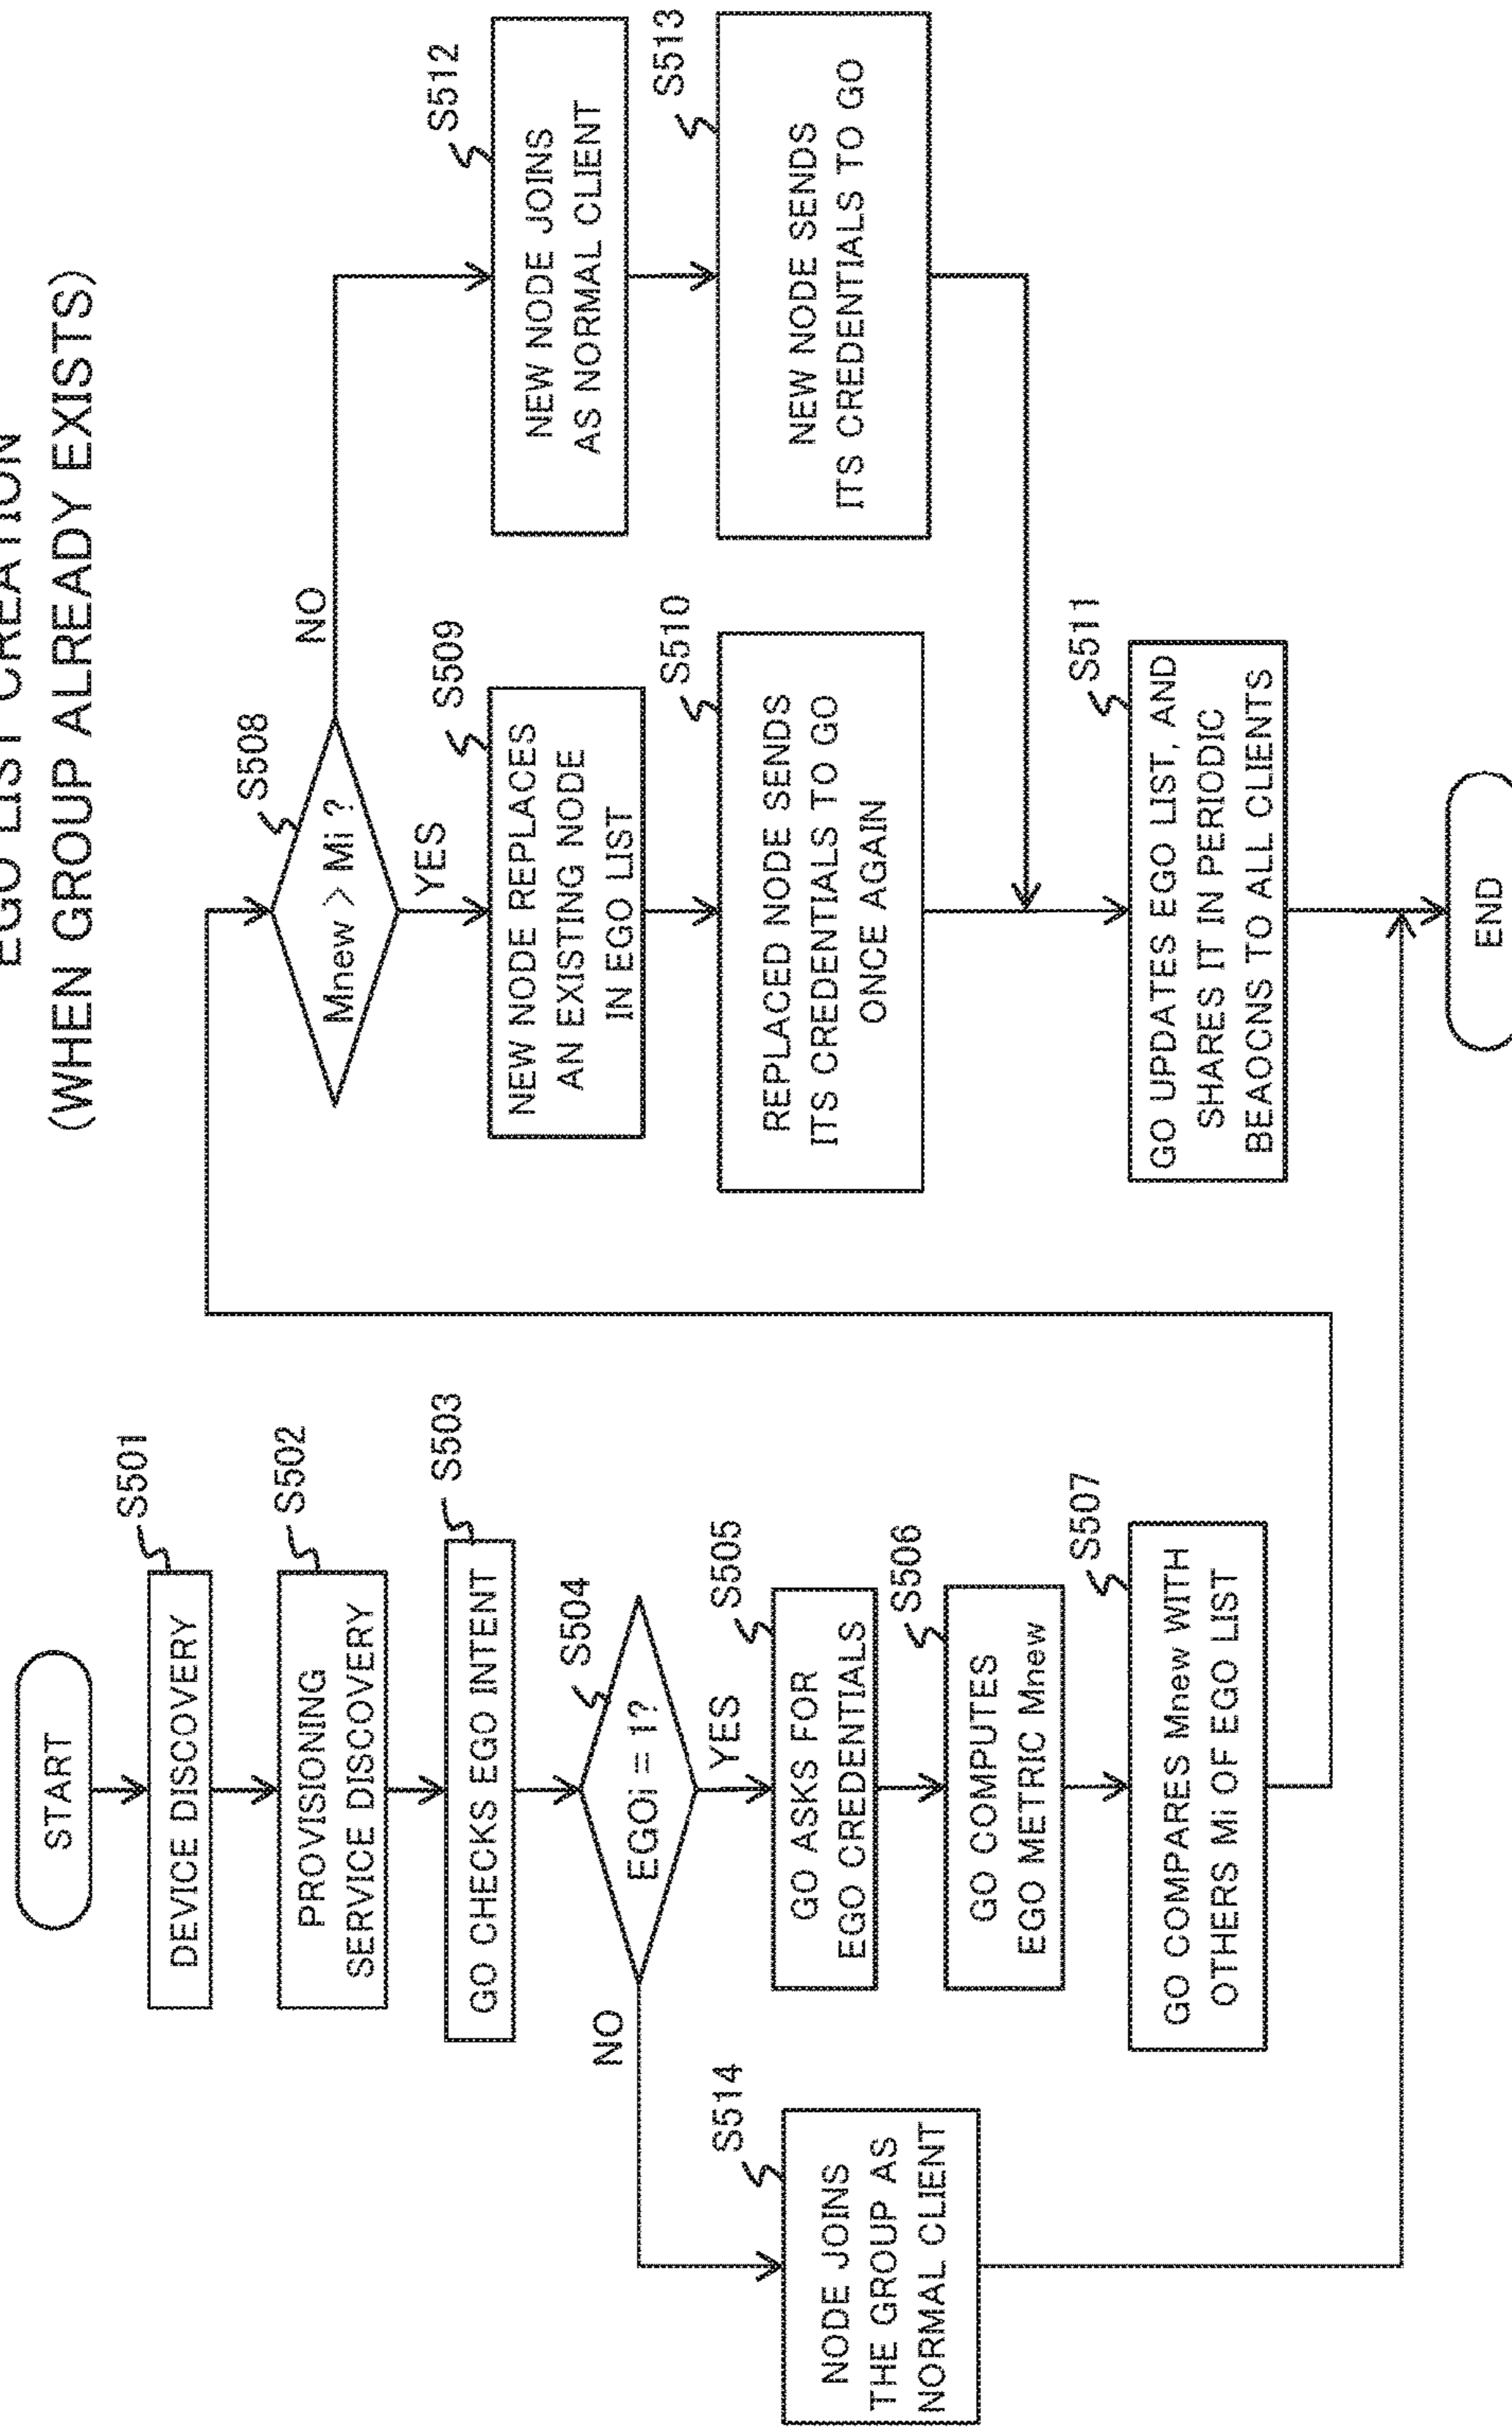 EGO LIST CREATION
(WHEN GROUP ALREADY EXISTS)
START
S501
DEVICE DISCOVERY
S502
PROVISIONING
SERVICE DISCOVERY
S503
GO CHECKS EGO INTENT
S504
EGOi = 1?
NO
YES
S505
GO ASKS FOR
EGO CREDENTIALS
S506
GO COMPUTES
EGO METRIC Mnew
S507
GO COMPARES Mnew WITH
OTHERS Mi OF EGO LIST
S514
NODE JOINS
THE GROUP AS
NORMAL CLIENT
S508
Mnew > Mi ?
NO
YES
S509
NEW NODE REPLACES
AN EXISTING NODE
IN EGO LIST
S510
REPLACED NODE SENDS
ITS CREDENTIALS TO GO
ONCE AGAIN
S511
GO UPDATES EGO LIST, AND
SHARES IT IN PERIODIC
BEAOCNS TO ALL CLIENTS
S512
NEW NODE JOINS
AS NORMAL CLIENT
S513
NEW NODE SENDS
ITS CREDENTIALS TO GO
END